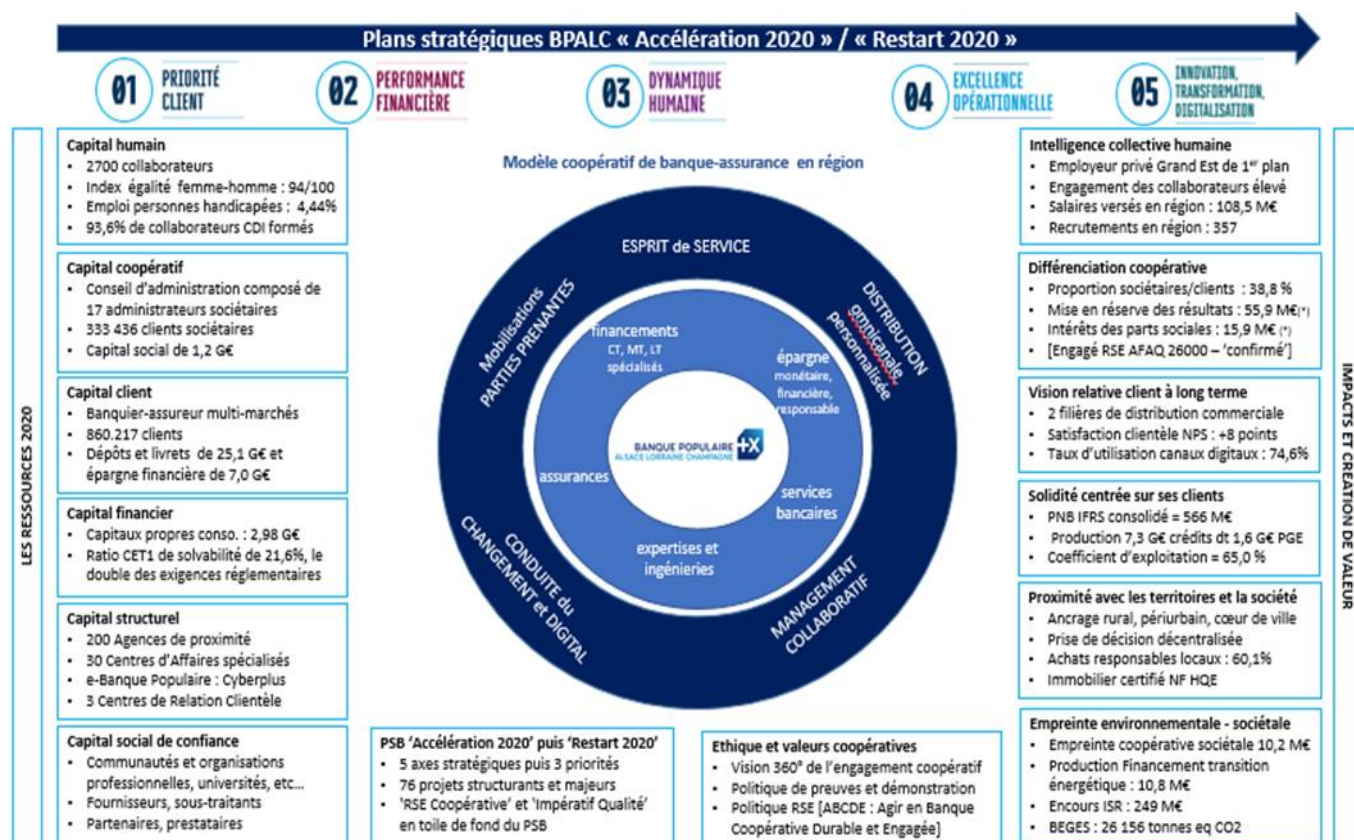 Plans stratégiques BPALC « Accélération 2020 » / « Restart 2020 »
01
PRIORITÉ
CLIENT
02
PERFORMANCE
FINANCIÈRE
03
DYNAMIQUE
HUMAINE
04
EXCELLENCE
OPÉRATIONNELLE
05
INNOVATION,
TRANSFORMATION,
DIGITALISATION
LES RESSOURCES 2020
Capital humain
• 2700 collaborateurs
• Index égalité femme-homme : 94/100
• Emploi personnes handicapées : 4,44%
• 93,6% de collaborateurs CDI formés
Capital coopératif
• Conseil d'administration composé de
17 administrateurs sociétaires
• 333 436 clients sociétaires
• Capital social de 1,2 G€
Capital client
• Banquier-assureur multi-marchés
• 860.217 clients
• Dépôts et livrets de 25,1 G€ et
épargne financière de 7,0 G€
Capital financier
• Capitaux propres conso. : 2,98 G€
• Ratio CET1 de solvabilité de 21,6%, le
double des exigences réglementaires
Capital structurel
• 200 Agences de proximité
• 30 Centres d'Affaires spécialisés
• e-Banque Populaire : Cyberplus
• 3 Centres de Relation Clientèle
Capital social de confiance
• Communautés et organisations
professionnelles, universités, etc...
• Fournisseurs, sous-traitants
• Partenaires, prestataires
Modèle coopératif de banque-assurance en région
ESPRIT de SERVICE
Mobilisations
PARTIES PRENANTES
DISTRIBUTION
omnicanale
personnalisée
CONDUITE du
CHANGEMENT et DIGITAL
MANAGEMENT
COLLABORATIF
financements
CT, MT, LT
spécialisés
épargne
monétaire,
financière,
responsable
assurances
services
bancaires
expertises et
ingénieries
BANQUE POPULAIRE
ALSACE LORRAINE CHAMPAGNE
+X
PSB 'Accélération 2020' puis 'Restart 2020'
• 5 axes stratégiques puis 3 priorités
• 76 projets structurants et majeurs
• 'RSE Coopérative' et 'Impératif Qualité'
en toile de fond du PSB
Ethique et valeurs coopératives
• Vision 360° de l'engagement coopératif
• Politique de preuves et démonstration
• Politique RSE [ABCDE : Agir en Banque
Coopérative Durable et Engagée]
Intelligence collective humaine
• Employeur privé Grand Est de 1er plan
• Engagement des collaborateurs élevé
• Salaires versés en région : 108,5 M€
• Recrutements en région : 357
Différenciation coopérative
• Proportion sociétaires/clients : 38,8 %
• Mise en réserve des résultats : 55,9 M€(*)
• Intérêts des parts sociales : 15,9 M€ (*)
• [Engagé RSE AFAQ 26000 – 'confirmé']
Vision relative client à long terme
• 2 filières de distribution commerciale
• Satisfaction clientèle NPS : +8 points
• Taux d'utilisation canaux digitaux : 74,6%
Solidité centrée sur ses clients
• PNB IFRS consolidé = 566 M€
• Production 7,3 G€ crédits dt 1,6 G€ PGE
• Coefficient d'exploitation = 65,0 %
Proximité avec les territoires et la société
• Ancrage rural, périurbain, cœur de ville
• Prise de décision décentralisée
• Achats responsables locaux : 60,1%
• Immobilier certifié NF HQE
Empreinte environnementale - sociétale
• Empreinte coopérative sociétale 10,2 M€
• Production Financement transition
énergétique : 10,8 M€
• Encours ISR : 249 M€
• BEGES : 26 156 tonnes eq CO2
IMPACTS ET CREATION DE VALEUR